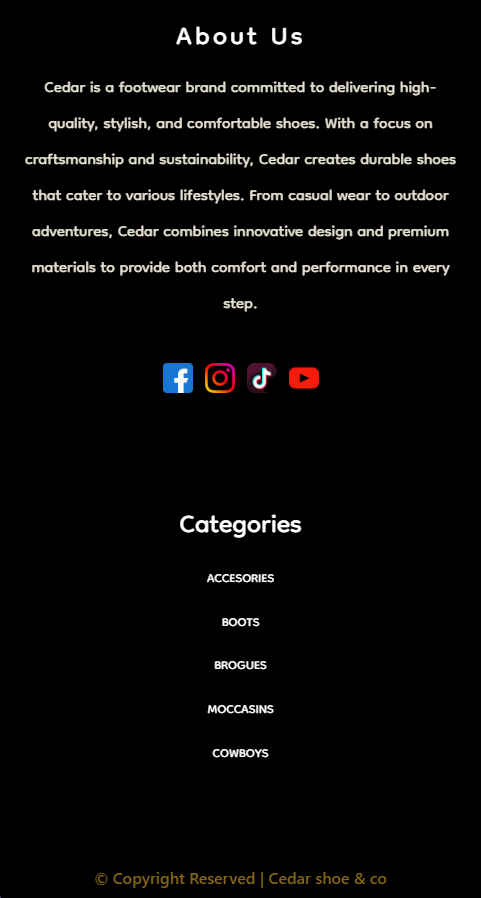 About Us
Cedar is a footwear brand committed to delivering high-
quality, stylish, and comfortable shoes. With a focus on
craftsmanship and sustainability, Cedar creates durable shoes
that cater to various lifestyles. From casual wear to outdoor
adventures, Cedar combines innovative design and premium
materials to provide both comfort and performance in every
step.
Categories
ACCESORIES
BOOTS
BROGUES
MOCCASINS
COWBOYS
© Copyright Reserved | Cedar shoe & co